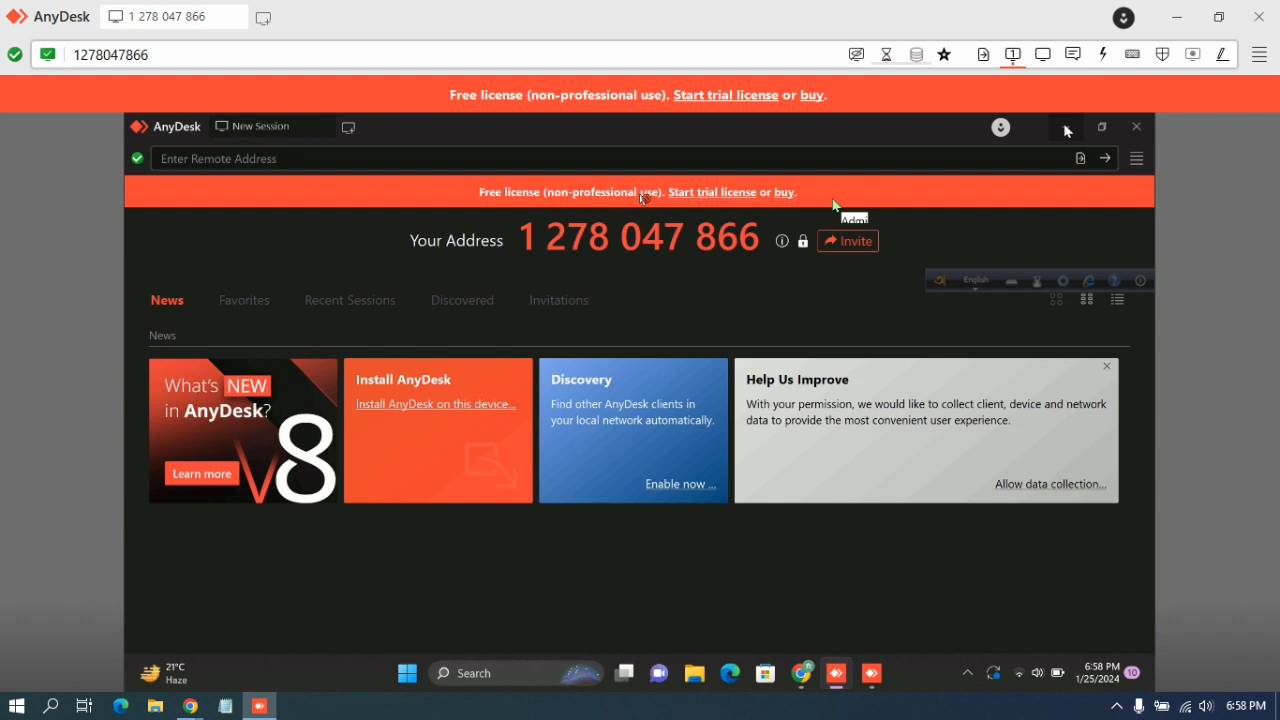 AnyDesk
1 278 047 866
1278047866
Free license (non-professional use). Start trial license or buy.
AnyDesk
New Session
Enter Remote Address
Free license (non-professional use). Start trial license or buy.
Admi
Your Address 1 278 047 866
Invite
English
News Favorites Recent Sessions Discovered Invitations
News
What's NEW
in AnyDesk?
V8
Learn more
Install AnyDesk
Install AnyDesk on this device...
Discovery
Find other AnyDesk clients in
your local network automatically.
Enable now ...
Help Us Improve
With your permission, we would like to collect client, device and network
data to provide the most convenient user experience.
Allow data collection...
21°C
Haze
Search
6:58 PM
1/25/2024
10
6:58 PM